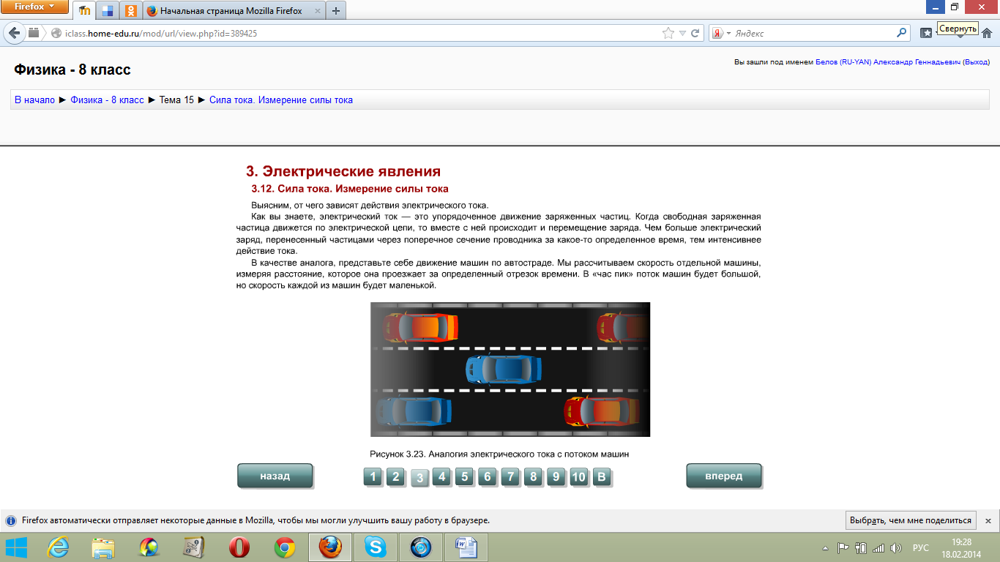 Firefox
Начальная страница Mozilla Firefox
iclass.home-edu.ru/mod/url/view.php?id=389425
Яндекс
Свернуть
Физика - 8 класс
Вы зашли под именем Белов (RU-YAN) Александр Геннадьевич (Выход)
В начало ► Физика - 8 класс ► Тема 15 ► Сила тока. Измерение силы тока
3. Электрические явления
3.12. Сила тока. Измерение силы тока
Выясним, от чего зависят действия электрического тока.
Как вы знаете, электрический ток — это упорядоченное движение заряженных частиц. Когда свободная заряженная
частица движется по электрической цепи, то вместе с ней происходит и перемещение заряда. Чем больше электрический
заряд, перенесенный частицами через поперечное сечение проводника за какое-то определенное время, тем интенсивнее
действие тока.
В качестве аналога, представьте себе движение машин по автостраде. Мы рассчитываем скорость отдельной машины,
измеряя расстояние, которое она проезжает за определенный отрезок времени. В «час пик» поток машин будет большой,
но скорость каждой из машин будет маленькой.
Рисунок 3.23. Аналогия электрического тока с потоком машин
назад
1 2 3 4 5 6 7 8 9 10 В
вперед
Firefox автоматически отправляет некоторые данные в Mozilla, чтобы мы могли улучшить вашу работу в браузере.
Выбрать, чем мне поделиться
РУС
19:28
18.02.2014